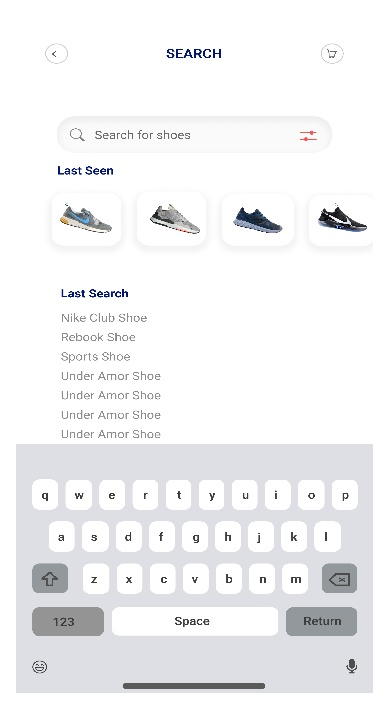 SEARCH
Search for shoes
Last Seen
Last Search
Nike Club Shoe
Rebook Shoe
Sports Shoe
Under Amor Shoe
Under Amor Shoe
Under Amor Shoe
Under Amor Shoe
q w e r t y u i o p
a s d f g h j k l
z x c v b n m
123 Space Return